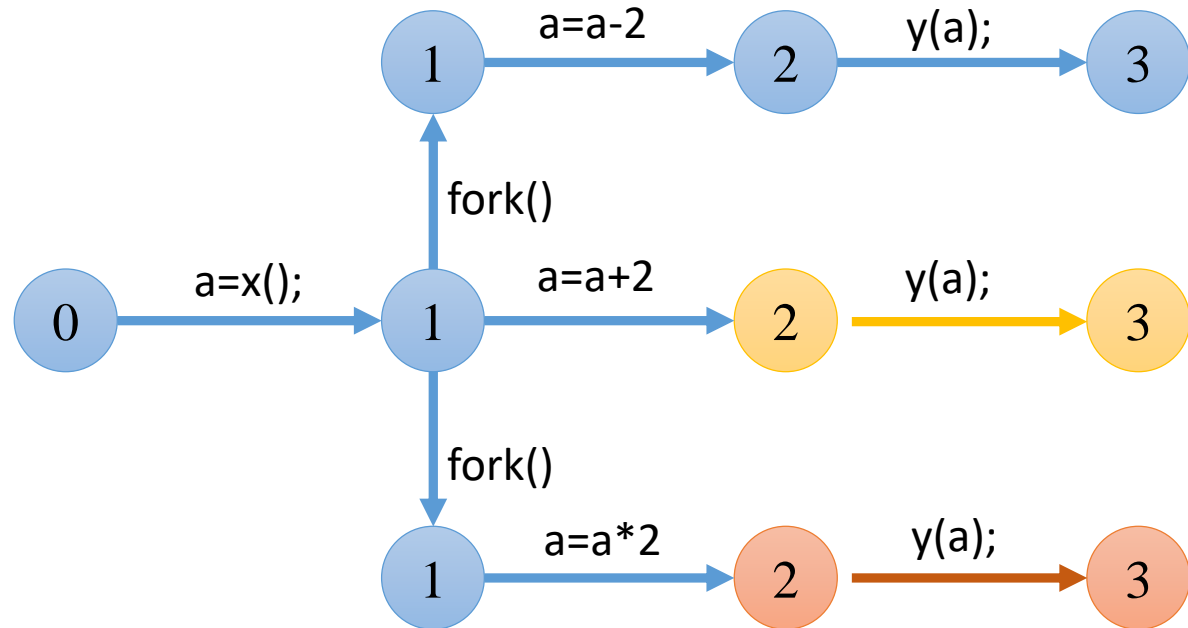 a=a-2
y(a);
1
2
3
fork()
a=x();
a=a+2
y(a);
0
1
2
3
fork()
a=a*2
y(a);
1
2
3